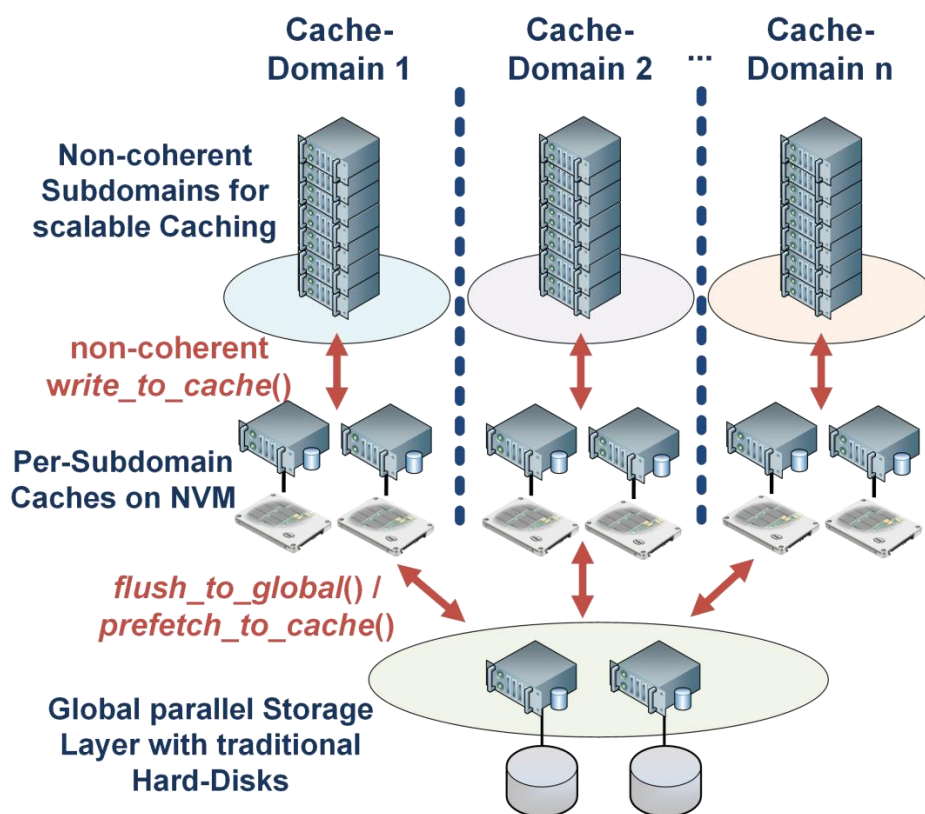 Cache-
Domain 1
Cache-
Domain 2
...
Cache-
Domain n
Non-coherent
Subdomains for
scalable Caching
non-coherent
write_to_cache()
Per-Subdomain
Caches on NVM
flush_to_global() /
prefetch_to_cache()
Global parallel Storage
Layer with traditional
Hard-Disks